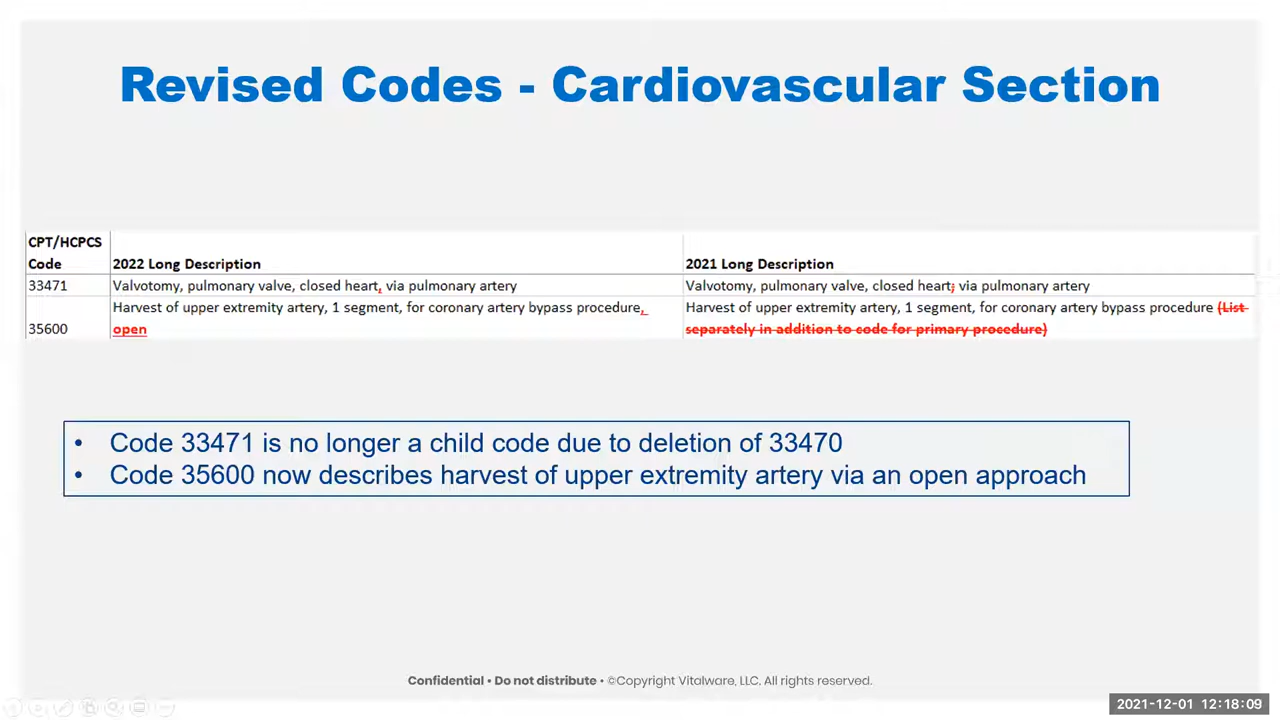 Revised Codes - Cardiovascular Section
CPT/HCPCS
Code 2022 Long Description 2021 Long Description
33471 Valvotomy, pulmonary valve, closed heart, via pulmonary artery Valvotomy, pulmonary valve, closed heart; via pulmonary artery
Harvest of upper extremity artery, 1 segment, for coronary artery bypass procedure, Harvest of upper extremity artery, 1 segment, for coronary artery bypass procedure (List
35600 open separately in addition to code for primary procedure)
• Code 33471 is no longer a child code due to deletion of 33470
• Code 35600 now describes harvest of upper extremity artery via an open approach
Confidential • Do not distribute • ©Copyright Vitalware, LLC. All rights reserved.
2021-12-01 12:18:09